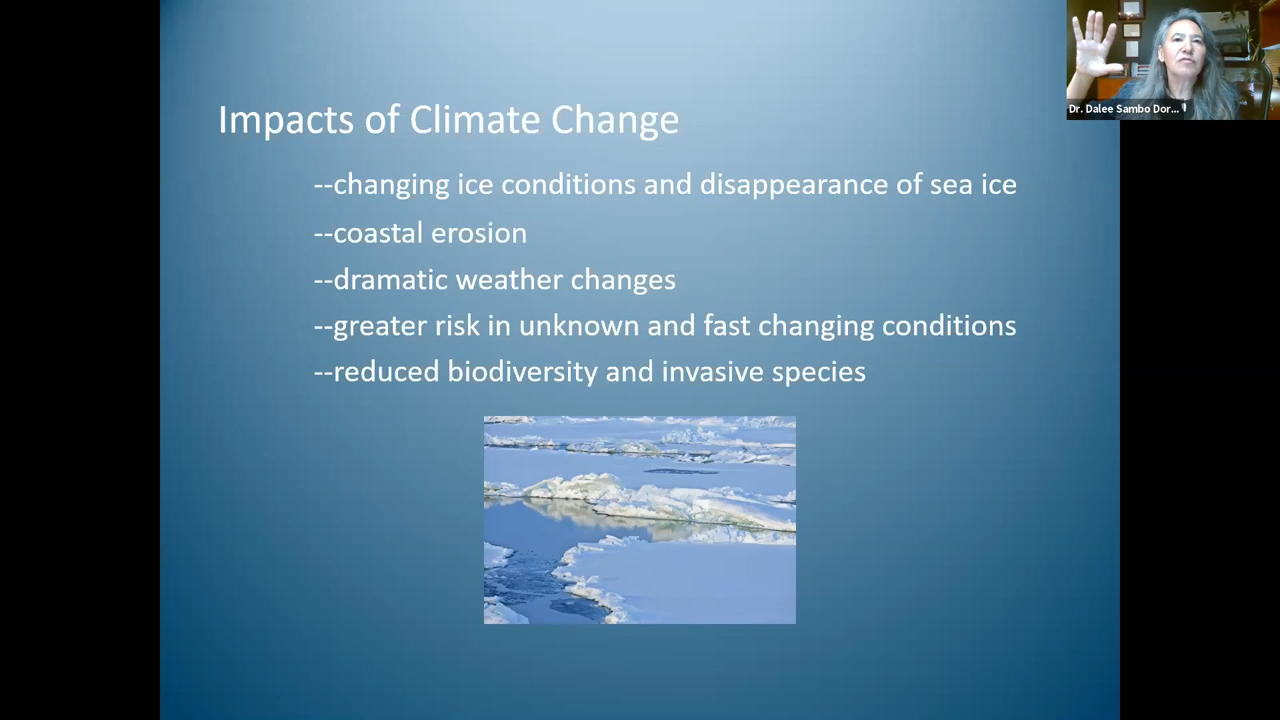 Impacts of Climate Change
--changing ice conditions and disappearance of sea ice
--coastal erosion
--dramatic weather changes
--greater risk in unknown and fast changing conditions
--reduced biodiversity and invasive species
Dr. Dalee Sambo Dor...